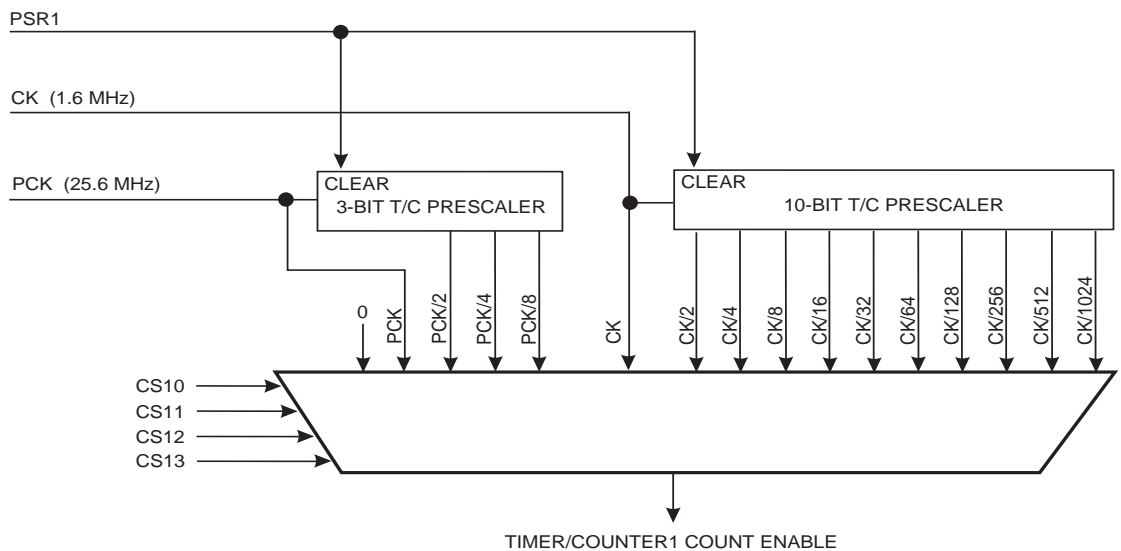 PSR1
CK (1.6 MHz)
PCK (25.6 MHz)
CLEAR
3-BIT T/C PRESCALER
CLEAR
10-BIT T/C PRESCALER
0
PCK
PCK/2
PCK/4
PCK/8
CK
CK/2
CK/4
CK/8
CK/16
CK/32
CK/64
CK/128
CK/256
CK/512
CK/1024
CS10
CS11
CS12
CS13
TIMER/COUNTER1 COUNT ENABLE